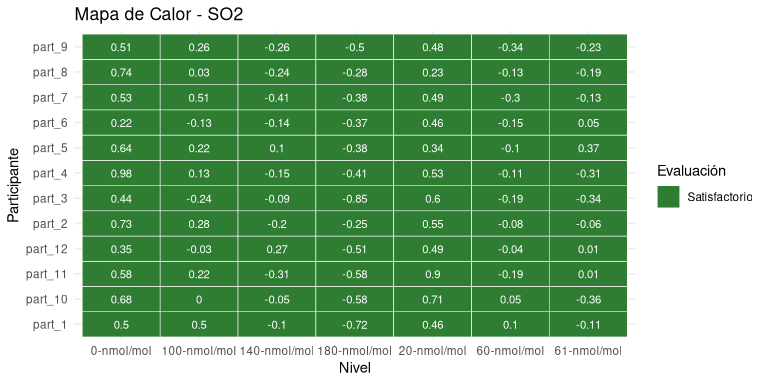 Mapa de Calor - SO2
part_9 0.51 0.26 -0.26 -0.5 0.48 -0.34 -0.23
part_8 0.74 0.03 -0.24 -0.28 0.23 -0.13 -0.19
part_7 0.53 0.51 -0.41 -0.38 0.49 -0.3 -0.13
part_6 0.22 -0.13 -0.14 -0.37 0.46 -0.15 0.05
part_5 0.64 0.22 0.1 -0.38 0.34 -0.1 0.37
part_4 0.98 0.13 -0.15 -0.41 0.53 -0.11 -0.31
part_3 0.44 -0.24 -0.09 -0.85 0.6 -0.19 -0.34
part_2 0.73 0.28 -0.2 -0.25 0.55 -0.08 -0.06
part_12 0.35 -0.03 0.27 -0.51 0.49 -0.04 0.01
part_11 0.58 0.22 -0.31 -0.58 0.9 -0.19 0.01
part_10 0.68 0 -0.05 -0.58 0.71 0.05 -0.36
part_1 0.5 0.5 -0.1 -0.72 0.46 0.1 -0.11
0-nmol/mol 100-nmol/mol 140-nmol/mol 180-nmol/mol 20-nmol/mol 60-nmol/mol 61-nmol/mol
Nivel
Participante
Evaluación
Satisfactorio